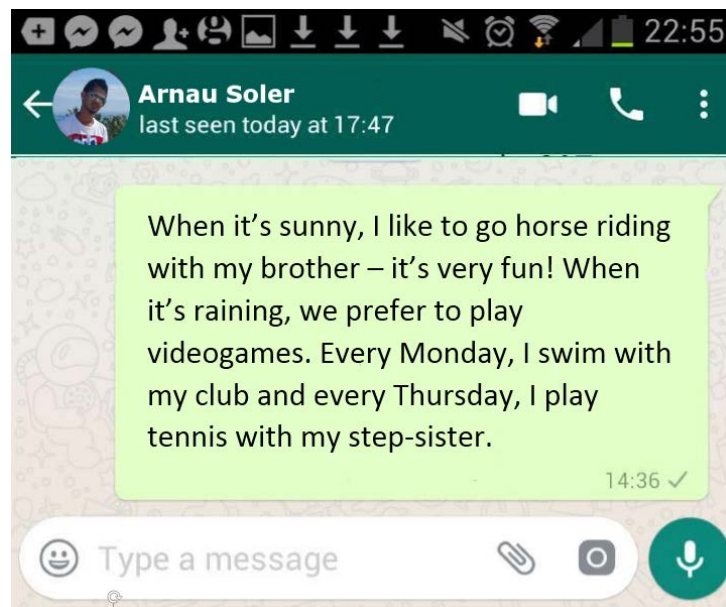 22:55
Arnau Soler
last seen today at 17:47
When it’s sunny, I like to go horse riding
with my brother – it’s very fun! When
it’s raining, we prefer to play
videogames. Every Monday, I swim with
my club and every Thursday, I play
tennis with my step-sister.
14:36
Type a message